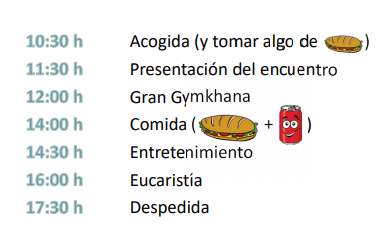 10:30 h Acogida (y tomar algo de )
11:30 h Presentación del encuentro
12:00 h Gran Gymkhana
14:00 h Comida ( + )
14:30 h Entretenimiento
16:00 h Eucaristía
17:30 h Despedida